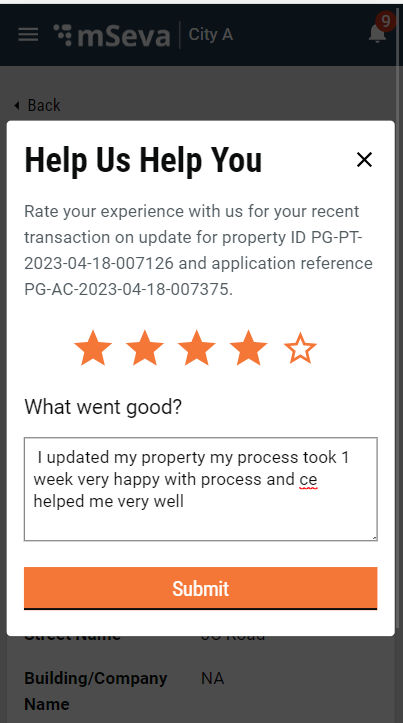 mSeva City A 9
Back
Help Us Help You
Rate your experience with us for your recent
transaction on update for property ID PG-PT-
2023-04-18-007126 and application reference
PG-AC-2023-04-18-007375.
What went good?
I updated my property my process took 1
week very happy with process and ce
helped me very well
Submit
Street Name
Building/Company NA
Name